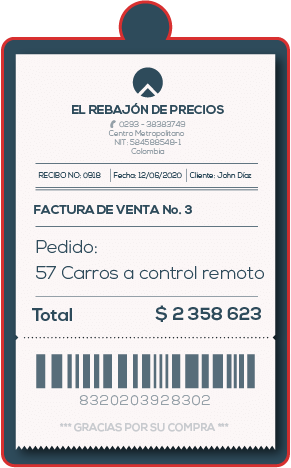 EL REBAJÓN DE PRECIOS
0293 - 38383749
Centro Metropolitano
NIT: 524588548-1
Colombia
RECIBO NO: 0918 Fecha: 12/06/2020 Cliente: John Díaz
FACTURA DE VENTA No. 3
Pedido:
57 Carros a control remoto
Total $ 2 358 623
8320203928302
*** GRACIAS POR SU COMPRA ***